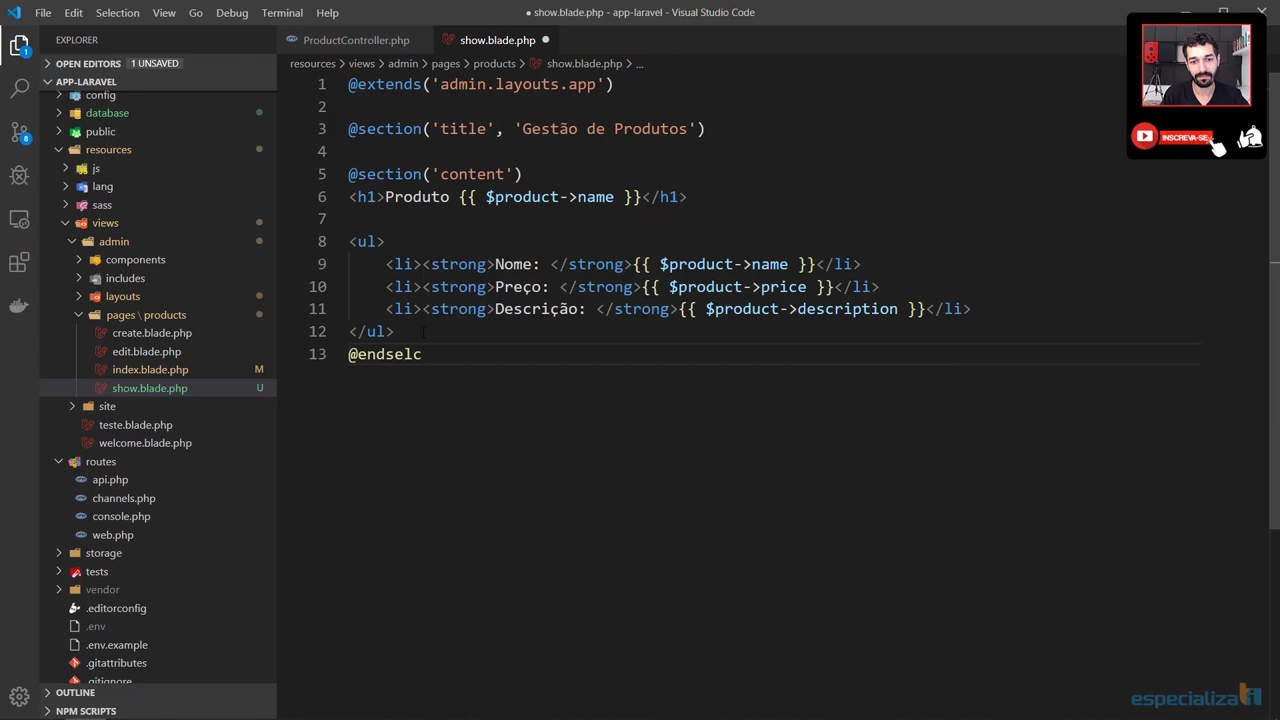 File Edit Selection View Go Debug Terminal Help
● show.blade.php - app-laravel - Visual Studio Code
EXPLORER
OPEN EDITORS 1 UNSAVED
APP-LARAVEL
config
database
public
resources
js
lang
sass
views
admin
components
includes
layouts
pages \ products
create.blade.php
edit.blade.php
index.blade.php M
show.blade.php U
site
teste.blade.php
welcome.blade.php
routes
api.php
channels.php
console.php
web.php
storage
tests
vendor
.editorconfig
.env
.env.example
.gitattributes
.gitignore
OUTLINE
NPM SCRIPTS
1
8
ProductController.php show.blade.php ●
resources > views > admin > pages > products > show.blade.php > ...
1 @extends('admin.layouts.app')
2
3 @section('title', 'Gestão de Produtos')
4
5 @section('content')
6 <h1>Produto {{ $product->name }}</h1>
7
8 <ul>
9 <li><strong>Nome: </strong>{{ $product->name }}</li>
10 <li><strong>Preço: </strong>{{ $product->price }}</li>
11 <li><strong>Descrição: </strong>{{ $product->description }}</li>
12 </ul>
13 @endselc
INSCREVA-SE
especializati